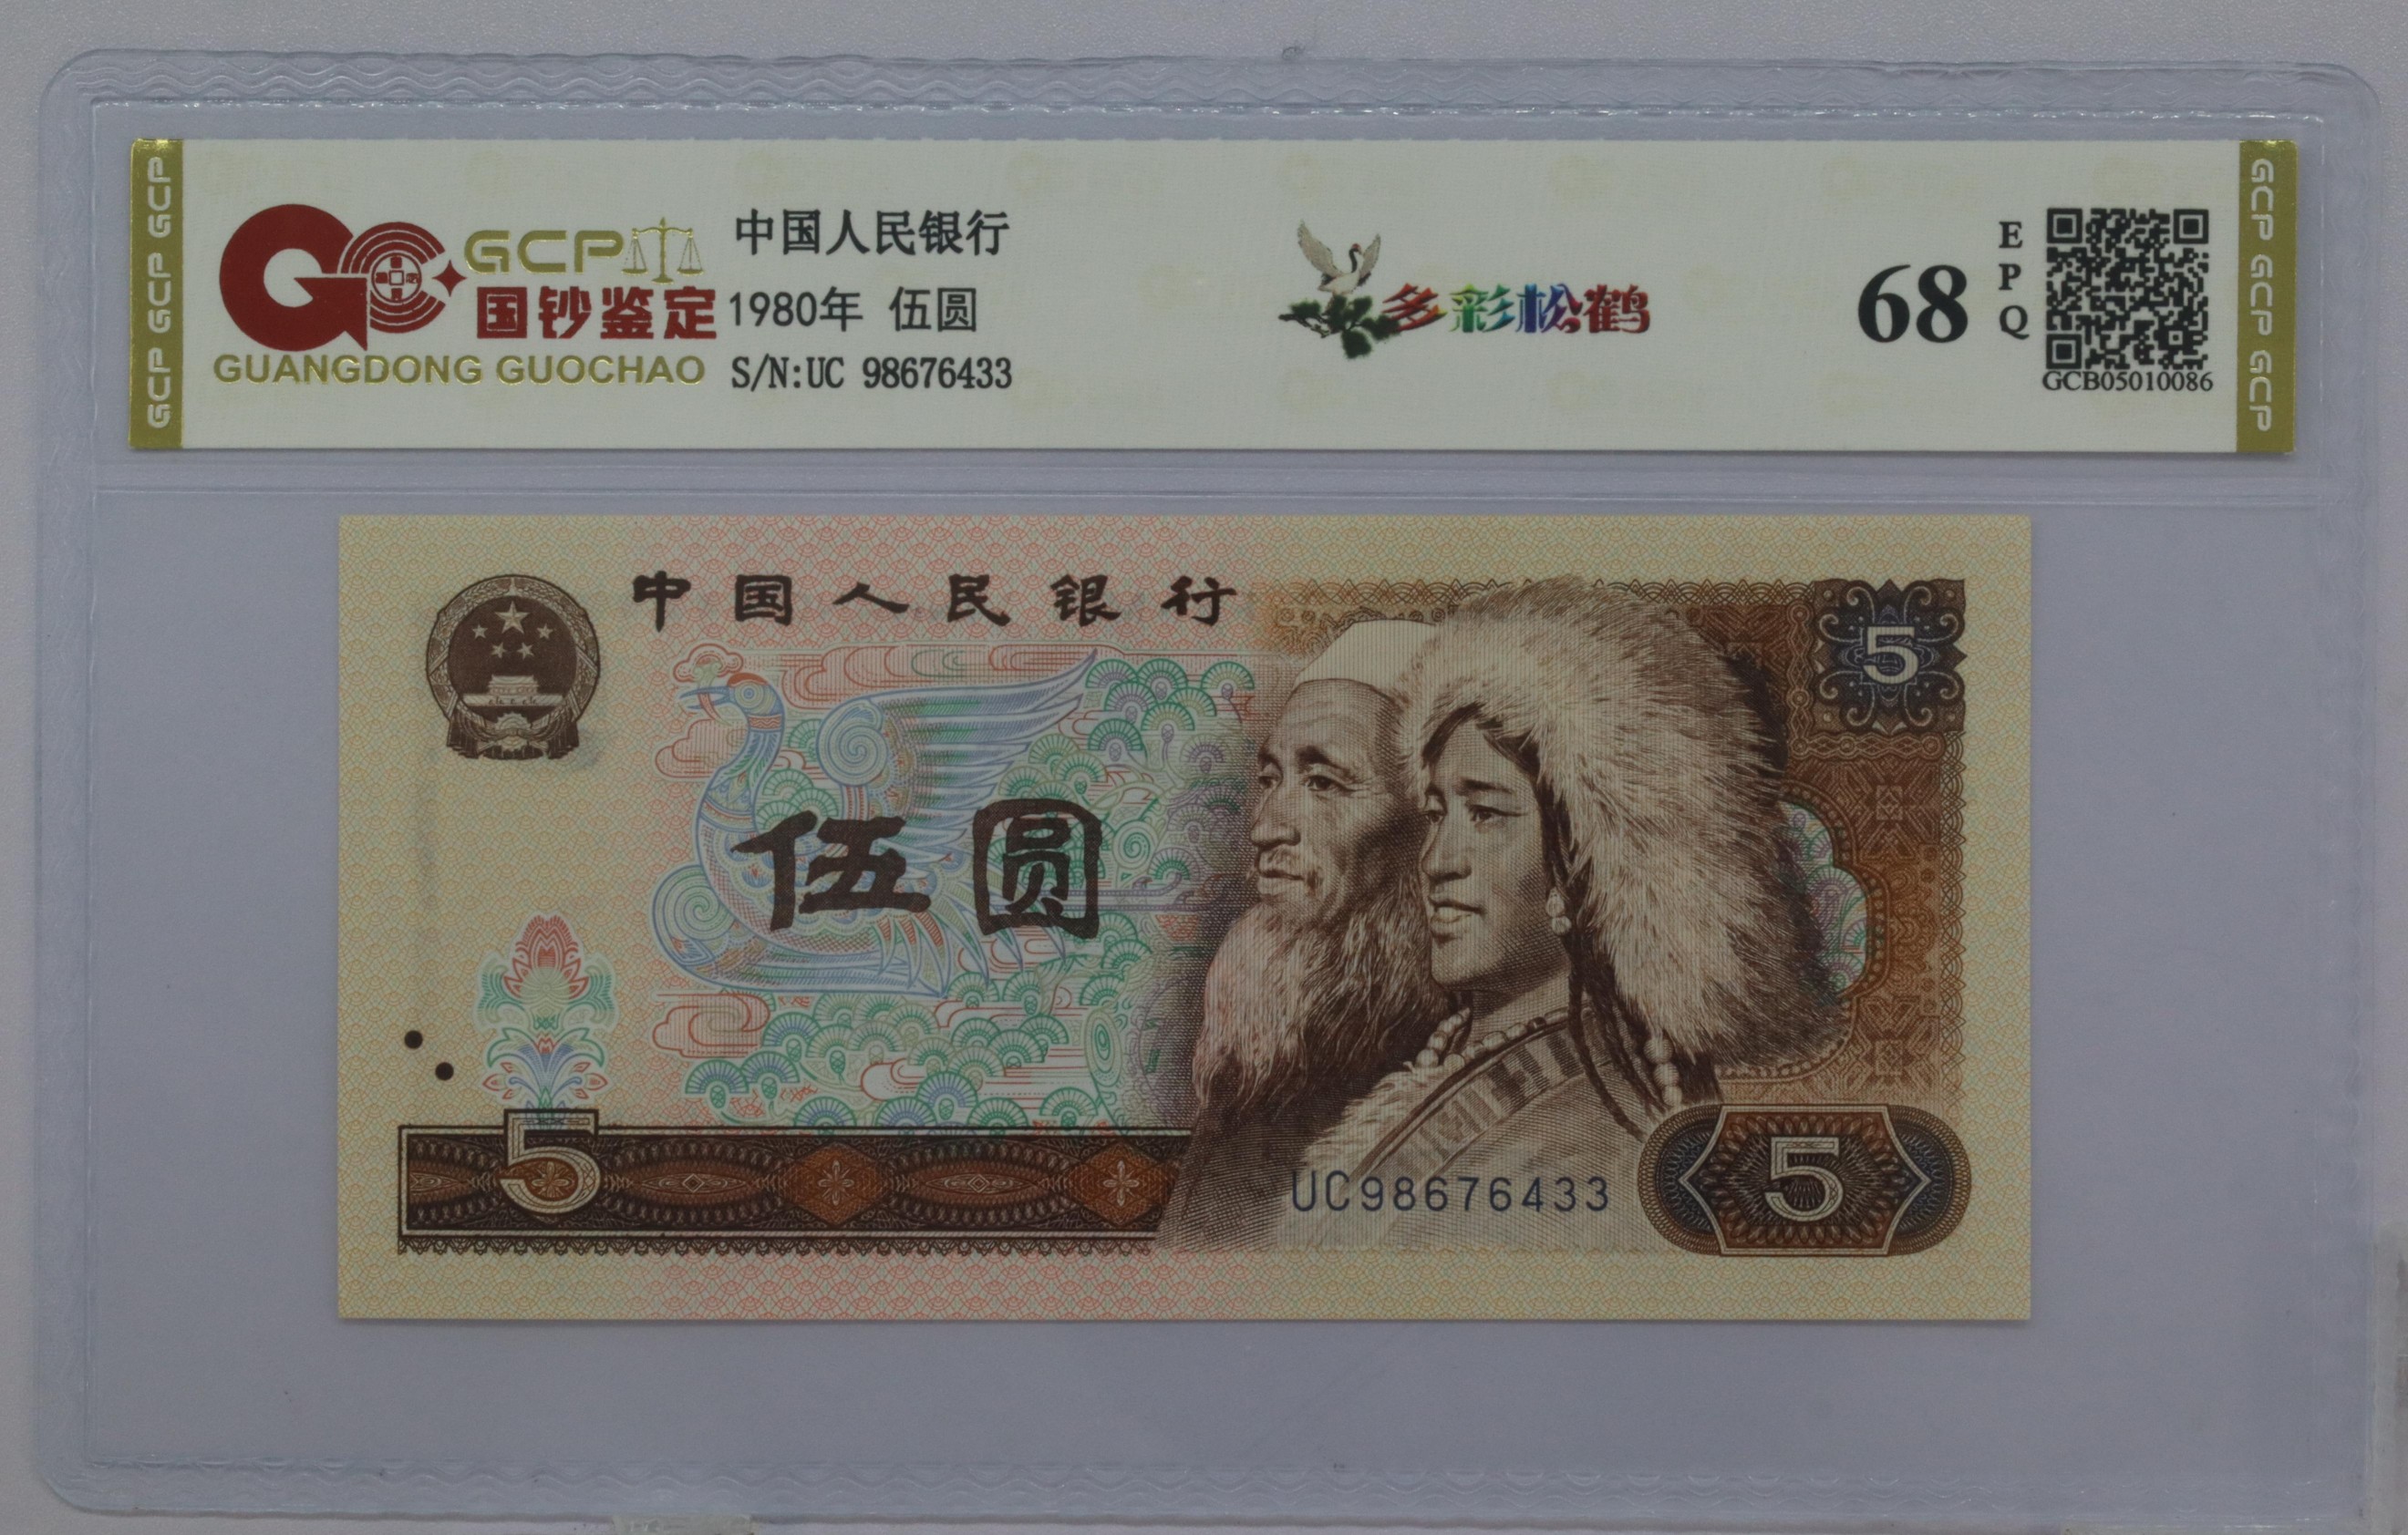 GCP GCP GCP
GCP
国钞鉴定
GUANGDONG GUOCHAO
中国人民银行
1980年 伍圆
S/N:UC 98676433
多彩松鹤
68
EPQ
GCB05010086
GCP GCP GCP
中国人民银行
5
伍圆
5
UC98676433
5